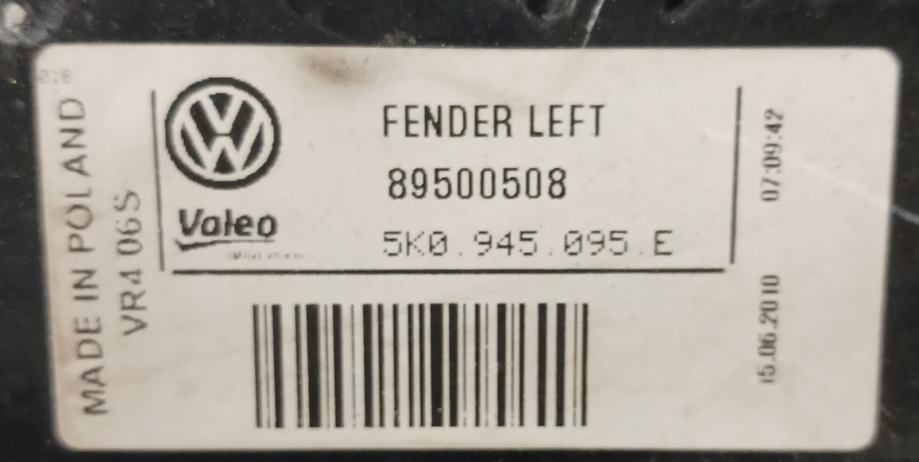 MADE IN POLAND
VR4 06S
Valeo
FENDER LEFT
89500508
5K0.945.095.E
07:09:42
15.06.2010